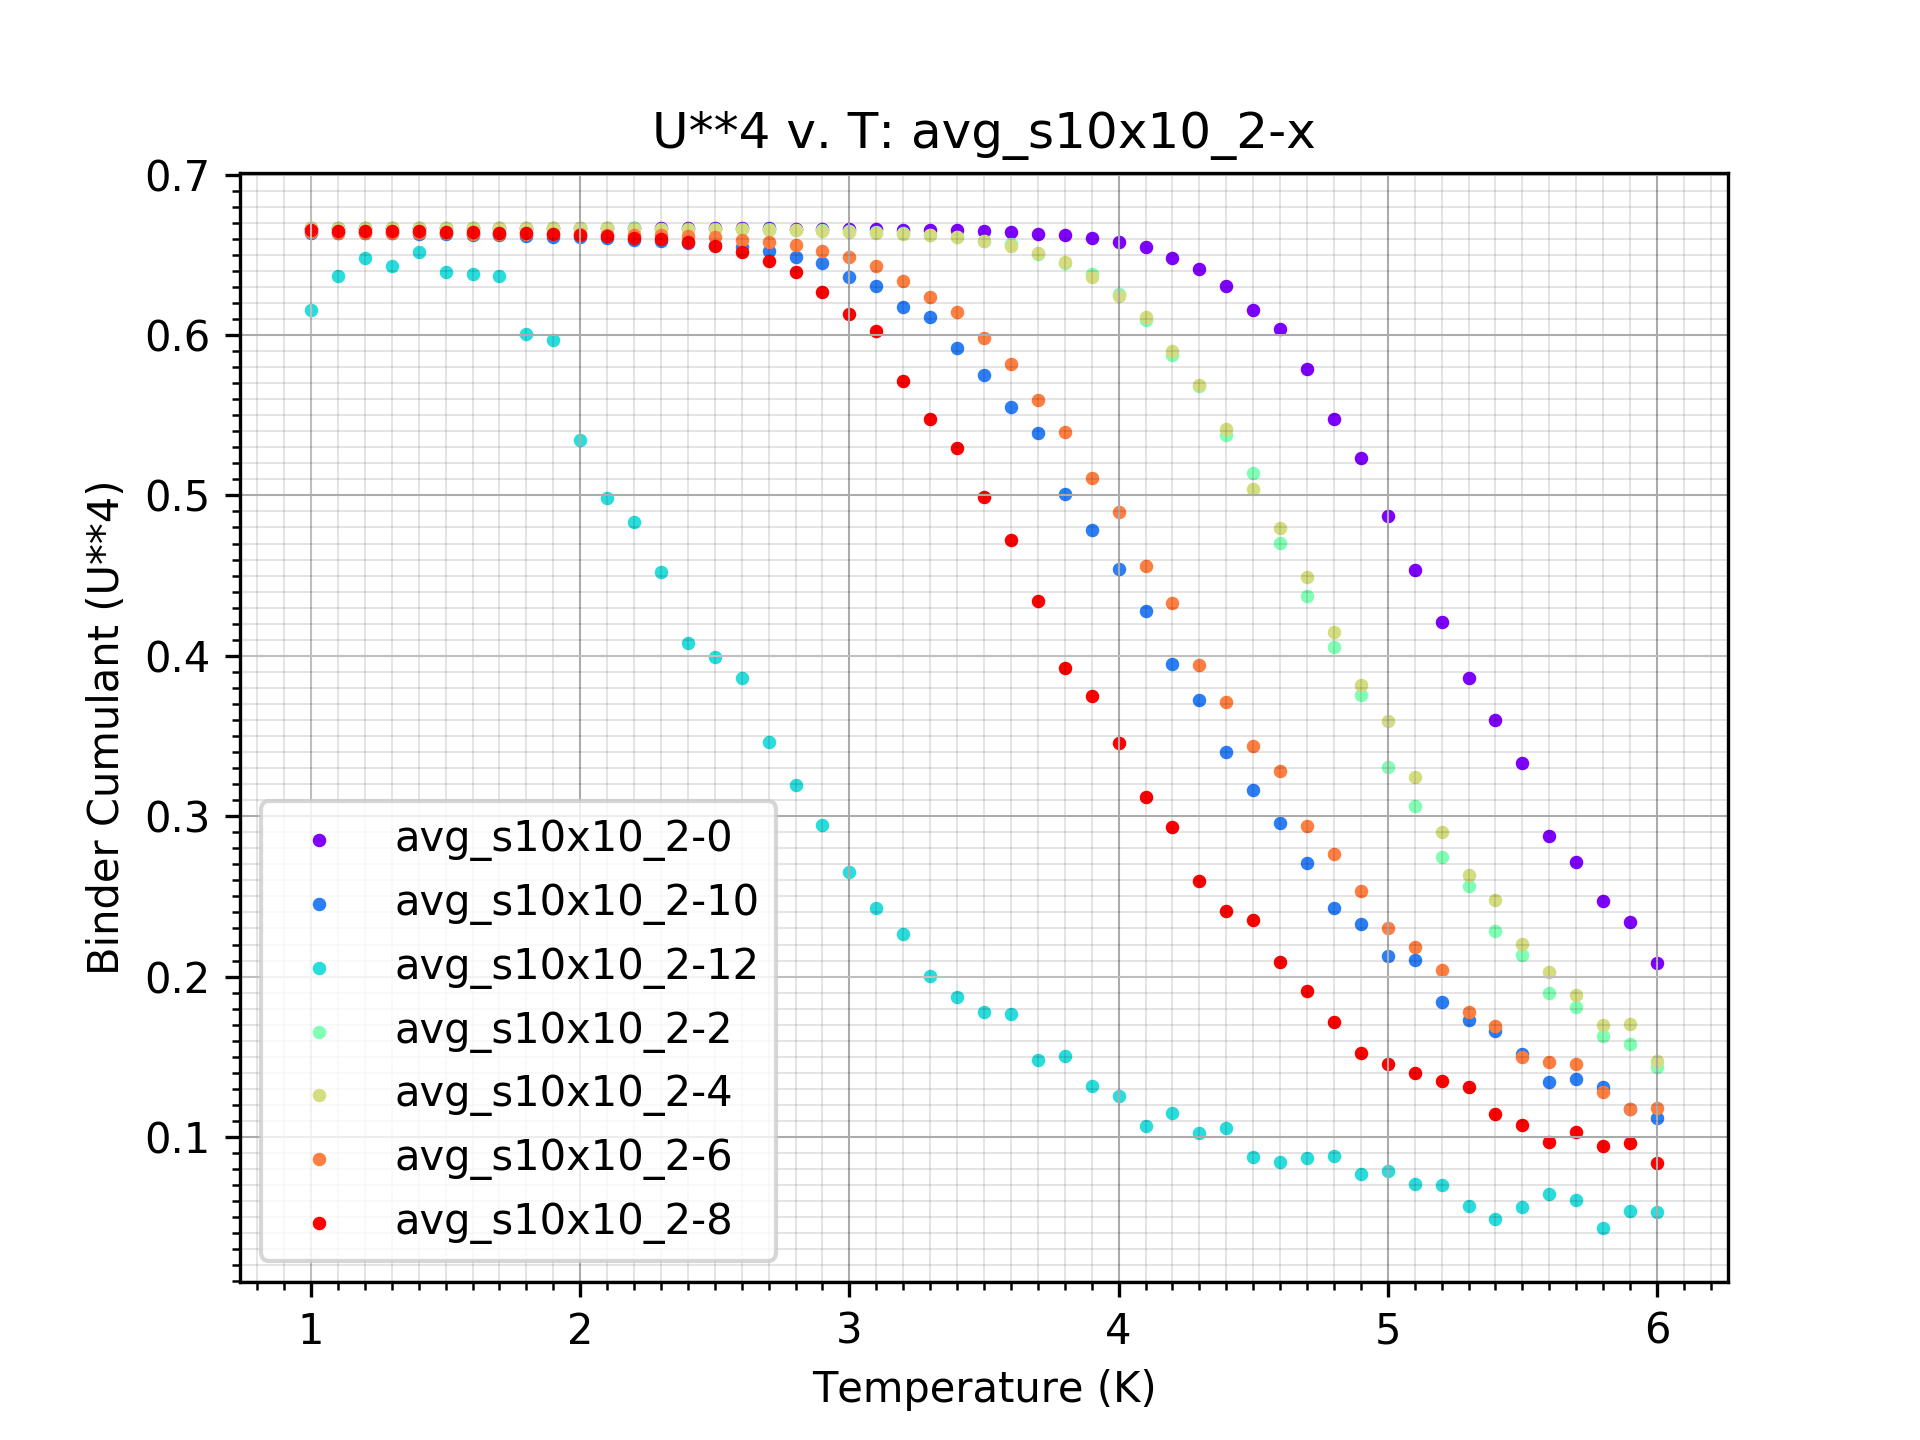 U**4 v. T: avg_s10x10_2-x
0.7
0.6
0.5
0.4
0.3
0.2
0.1
Binder Cumulant (U**4)
avg_s10x10_2-0
avg_s10x10_2-10
avg_s10x10_2-12
avg_s10x10_2-2
avg_s10x10_2-4
avg_s10x10_2-6
avg_s10x10_2-8
1 2 3 4 5 6
Temperature (K)